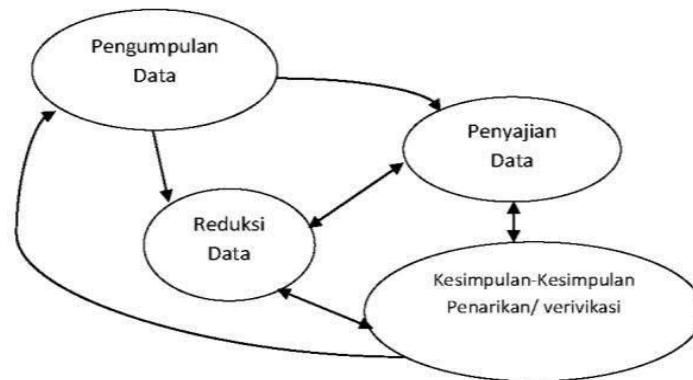 Pengumpulan
Data
Penyajian
Data
Reduksi
Data
Kesimpulan-Kesimpulan
Penarikan/ verivikasi